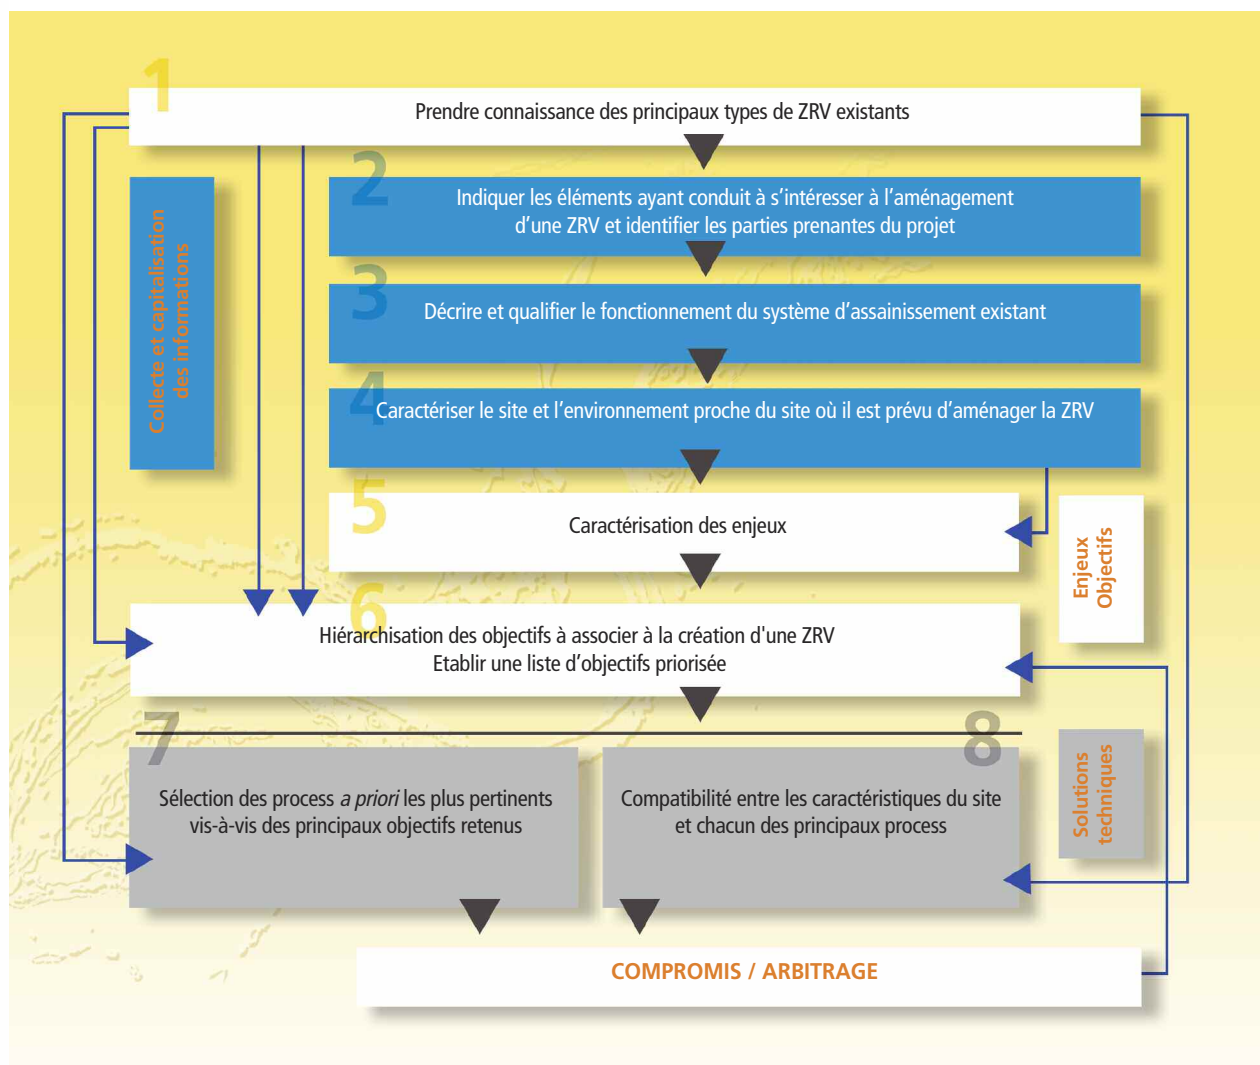 1
Prendre connaissance des principaux types de ZRV existants
Collecte et capitalisation
des informations
2
Indiquer les éléments ayant conduit à s’intéresser à l’aménagement
d’une ZRV et identifier les parties prenantes du projet
3
Décrire et qualifier le fonctionnement du système d’assainissement existant
4
Caractériser le site et l’environnement proche du site où il est prévu d’aménager la ZRV
5
Caractérisation des enjeux
Enjeux
Objectifs
6
Hiérarchisation des objectifs à associer à la création d'une ZRV
Etablir une liste d’objectifs priorisée
7
Sélection des process a priori les plus pertinents
vis-à-vis des principaux objectifs retenus
8
Compatibilité entre les caractéristiques du site
et chacun des principaux process
Solutions
techniques
COMPROMIS / ARBITRAGE